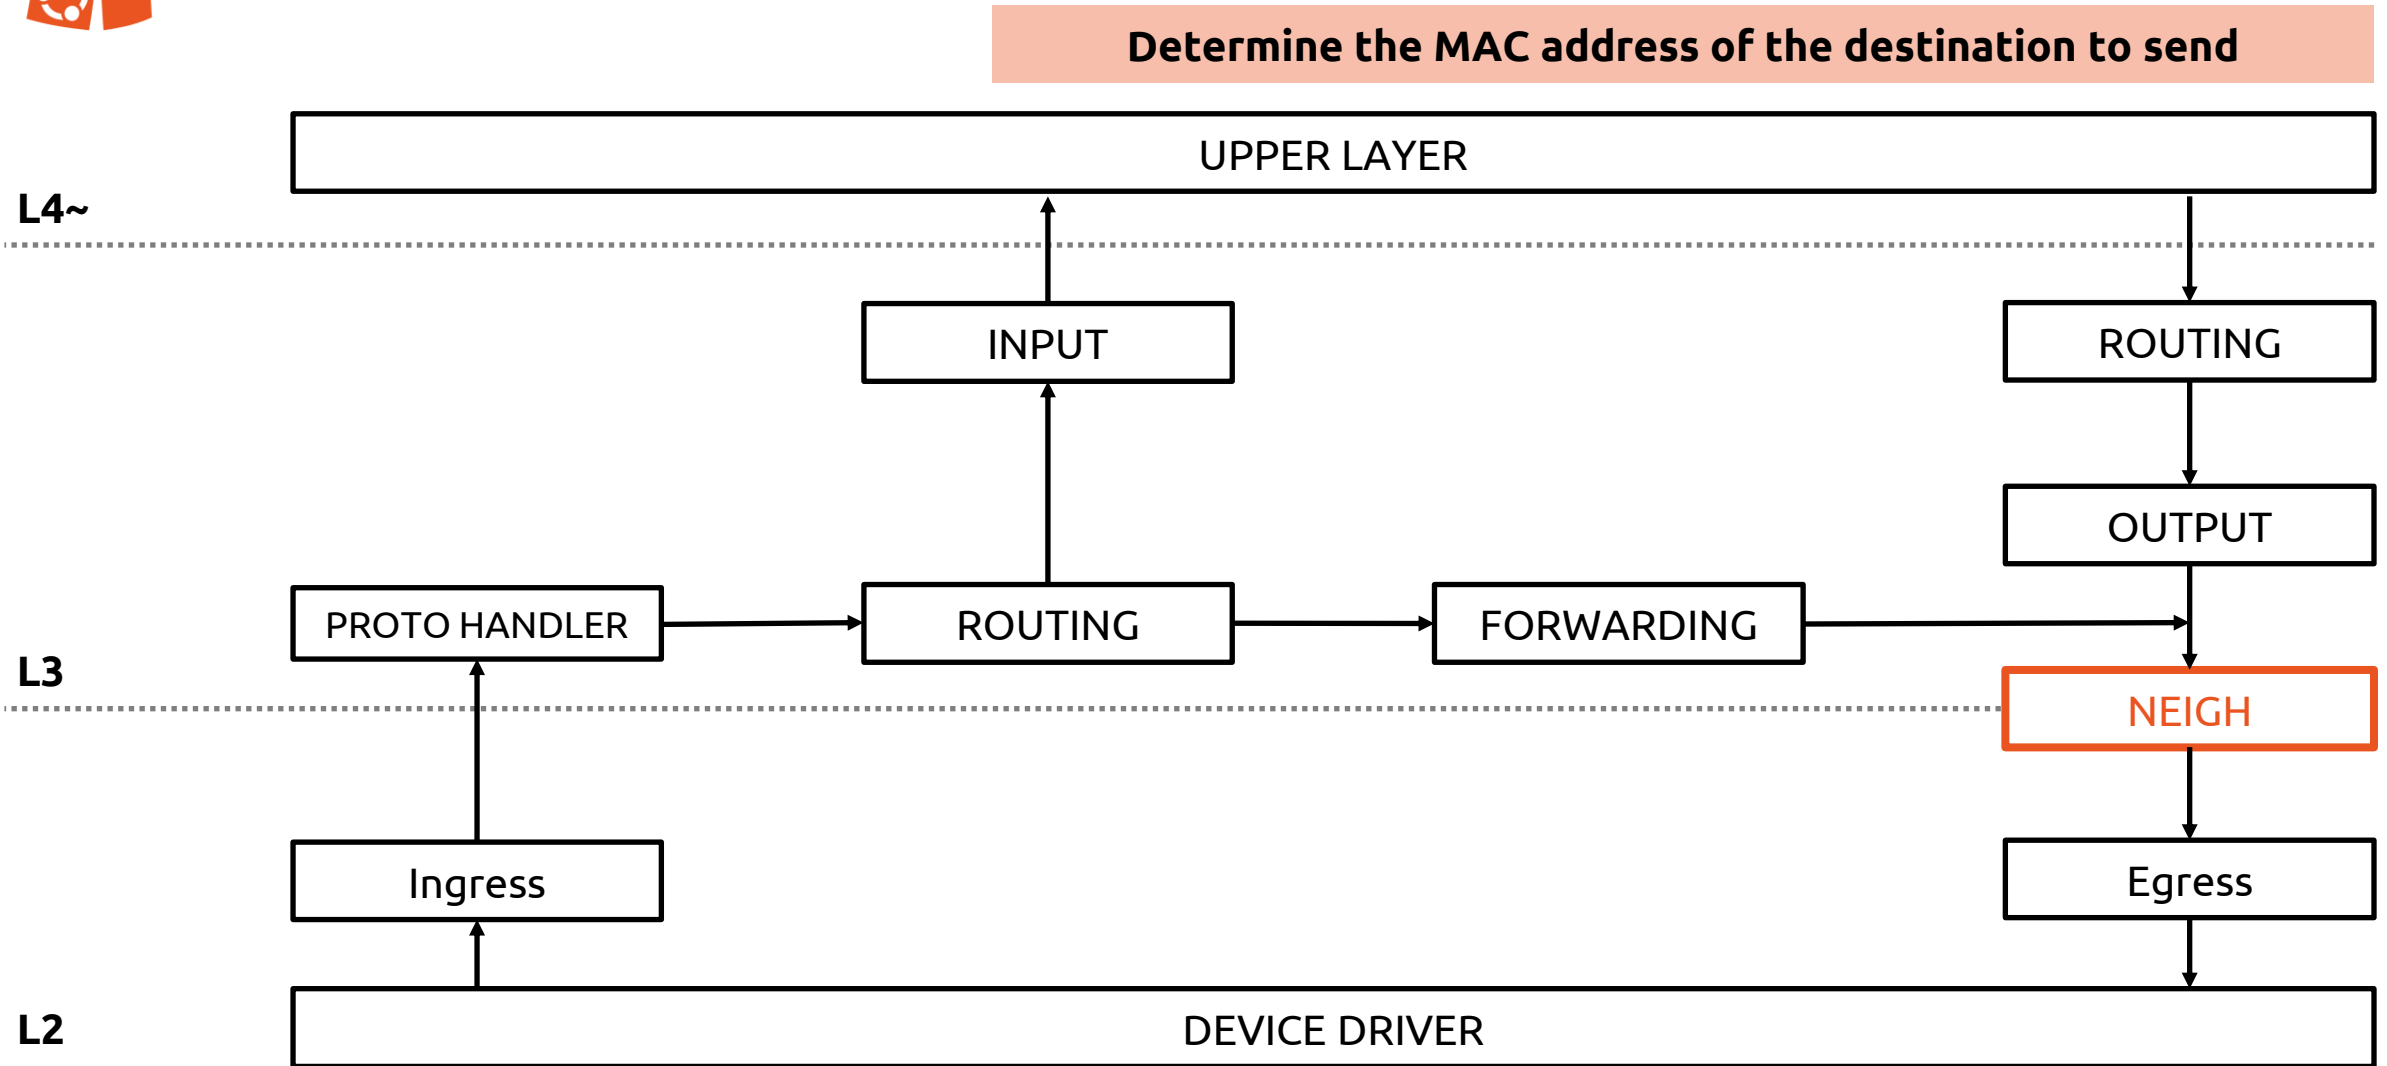 Determine the MAC address of the destination to send
UPPER LAYER
L4~
INPUT
ROUTING
OUTPUT
PROTO HANDLER
ROUTING
FORWARDING
L3
NEIGH
Ingress
Egress
L2
DEVICE DRIVER